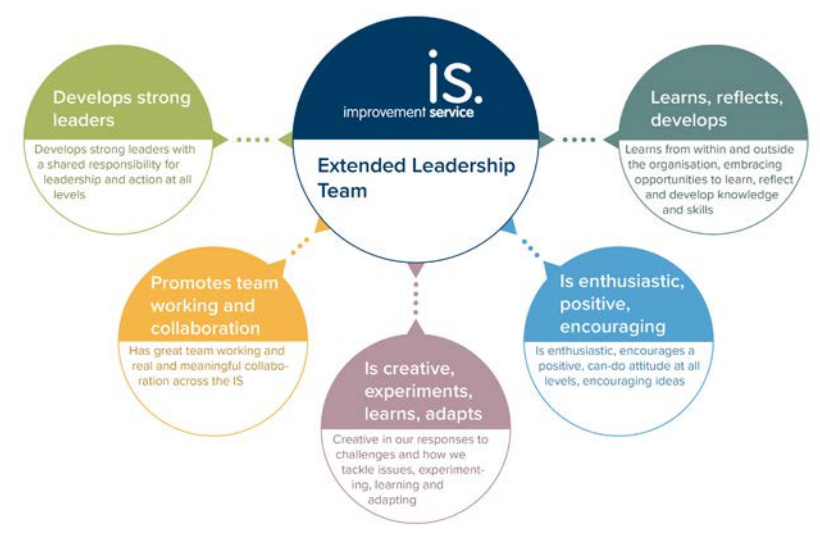 is.
improvement service
Extended Leadership
Team
Develops strong
leaders
Develops strong leaders with
a shared responsibility for
leadership and action at all
levels
Promotes team
working and
collaboration
Has great team working and
real and meaningful collabo-
ration across the IS
Is creative,
experiments,
learns, adapts
Creative in our responses to
challenges and how we
tackle issues, experiment-
ing, learning and
adapting
Is enthusiastic,
positive,
encouraging
Is enthusiastic, encourages a
positive, can-do attitude at all
levels, encouraging ideas
Learns, reflects,
develops
Learns from within and outside
the organisation, embracing
opportunities to learn, reflect
and develop knowledge
and skills